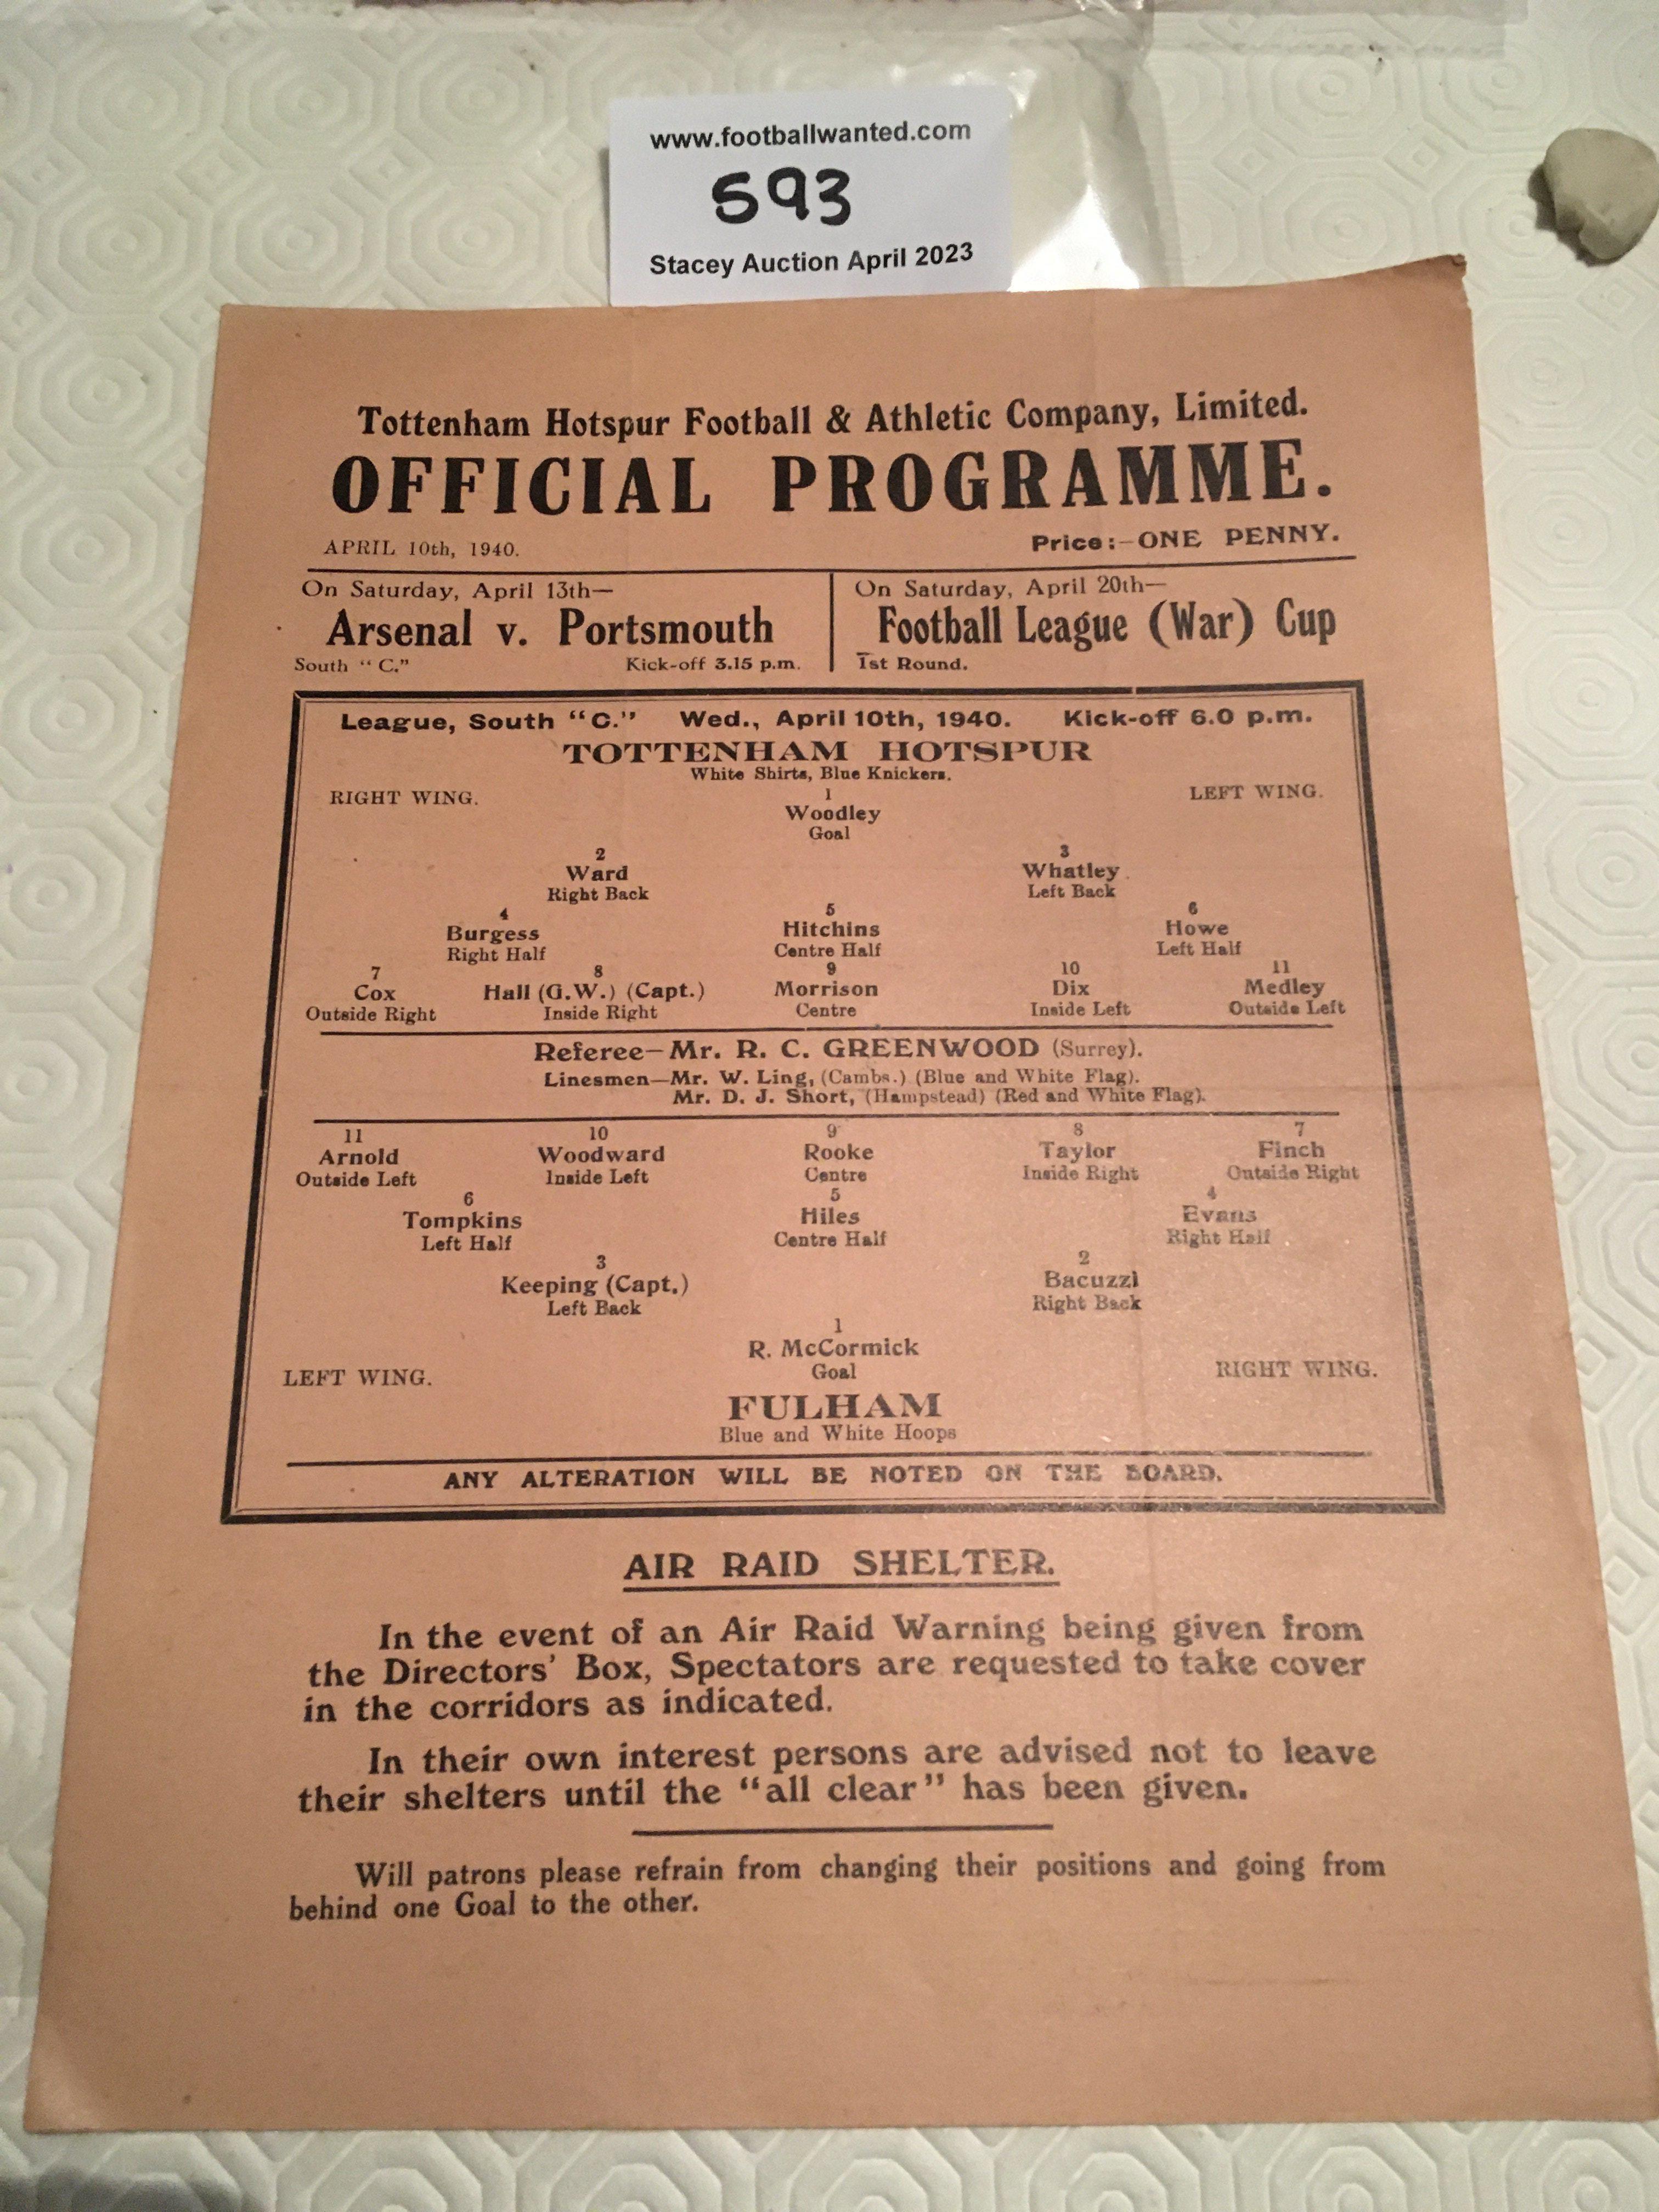 www.footballwanted.com
593
Stacey Auction April 2023
Tottenham Hotspur Football & Athletic Company, Limited.
OFFICIAL PROGRAMME.
APRIL 10th, 1940. Price:-ONE PENNY.
On Saturday, April 13th—
Arsenal v. Portsmouth
South "C." Kick-off 3.15 p.m.
On Saturday, April 20th—
Football League (War) Cup
1st Round.
League, South "C." Wed., April 10th, 1940. Kick-off 6.0 p.m.
TOTTENHAM HOTSPUR
White Shirts, Blue Knickers.
RIGHT WING. 1 LEFT WING.
Woodley
Goal
2 3
Ward Whatley
Right Back Left Back
4 5 6
Burgess Hitchins Howe
Right Half Centre Half Left Half
7 8 9 10 11
Cox Hall (G.W.) (Capt.) Morrison Dix Medley
Outside Right Inside Right Centre Inside Left Outside Left
Referee—Mr. R. C. GREENWOOD (Surrey).
Linesmen—Mr. W. Ling, (Cambs.) (Blue and White Flag).
Mr. D. J. Short, (Hampstead) (Red and White Flag).
11 10 9 8 7
Arnold Woodward Rooke Taylor Finch
Outside Left Inside Left Centre Inside Right Outside Right
6 5 4
Tompkins Hiles Evans
Left Half Centre Half Right Half
3 2
Keeping (Capt.) Bacuzzi
Left Back Right Back
1
R. McCormick
LEFT WING. Goal RIGHT WING.
FULHAM
Blue and White Hoops
ANY ALTERATION WILL BE NOTED ON THE BOARD.
AIR RAID SHELTER.
In the event of an Air Raid Warning being given from
the Directors' Box, Spectators are requested to take cover
in the corridors as indicated.
In their own interest persons are advised not to leave
their shelters until the "all clear" has been given.
Will patrons please refrain from changing their positions and going from
behind one Goal to the other.